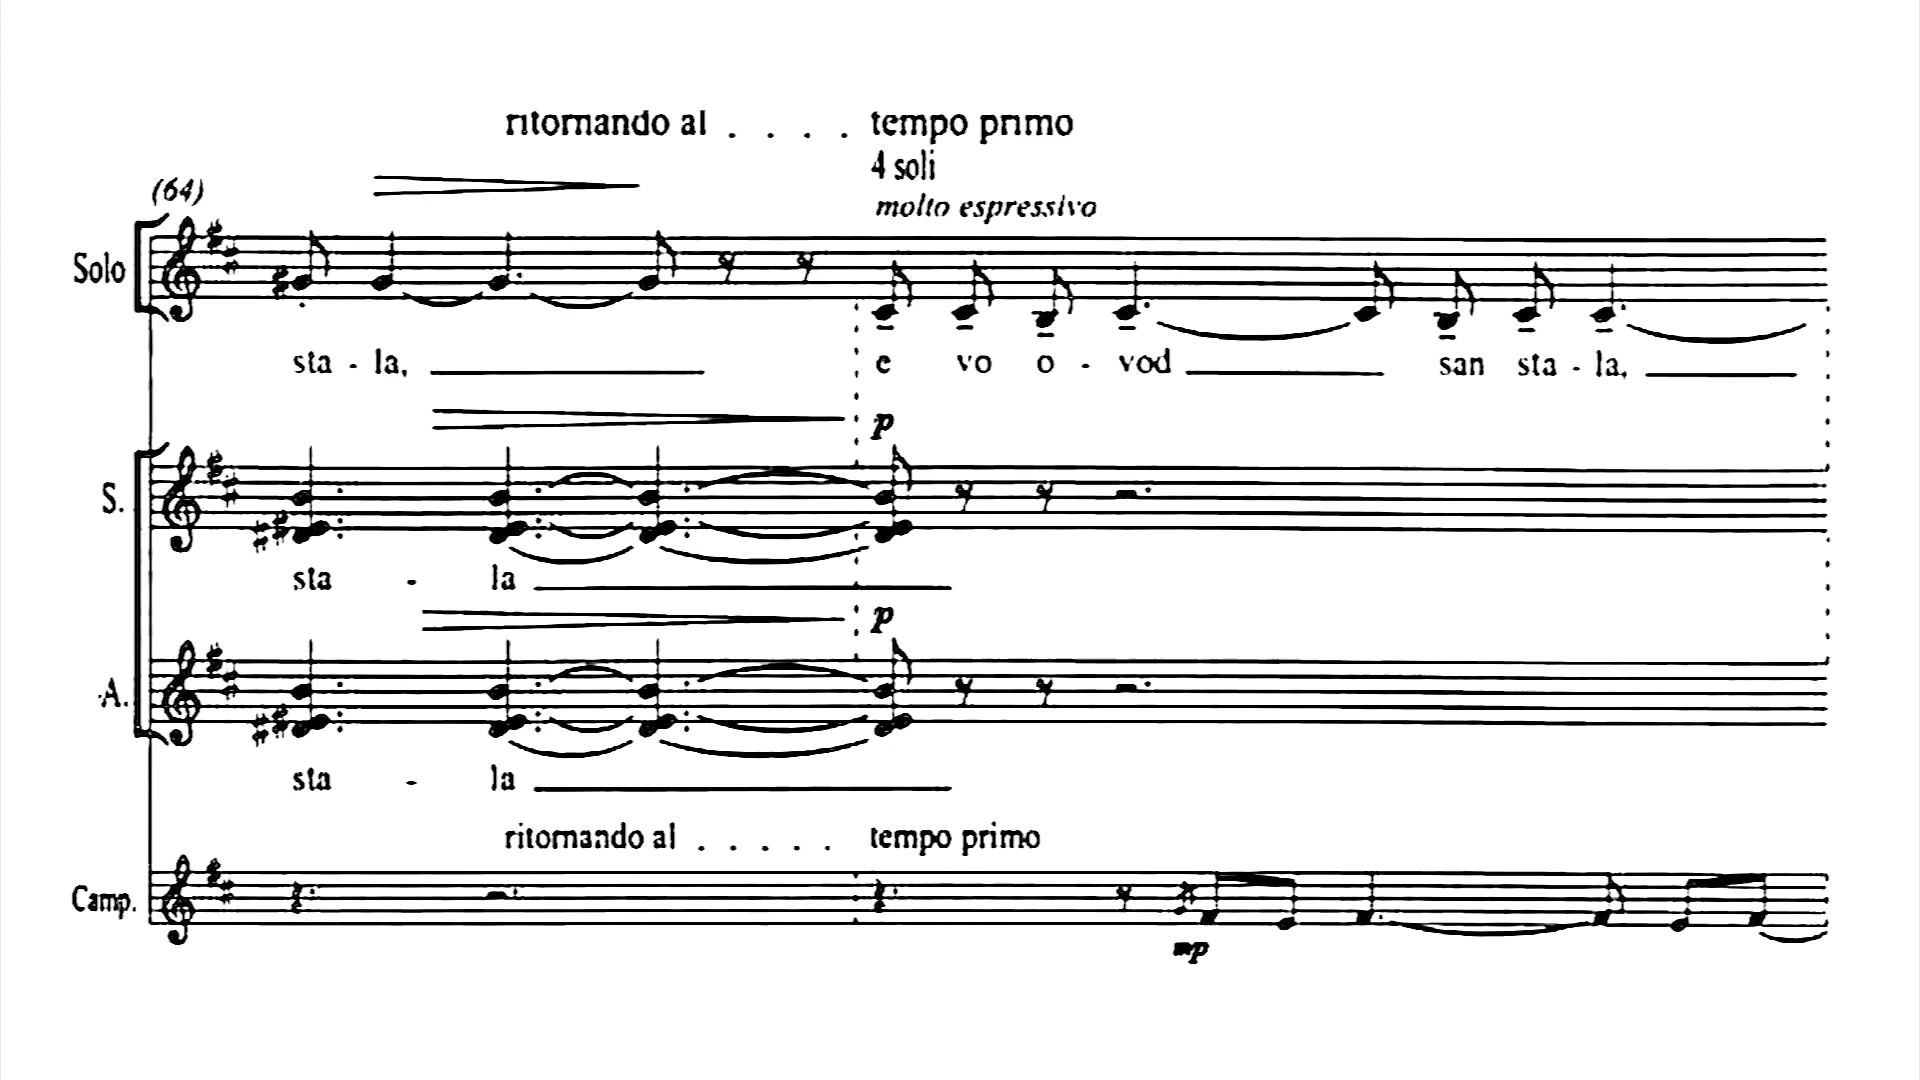 ritornando al . . . . tempo primo
4 soli
molto espressivo
(64)
Solo
sta - la, e vo o - vod san sta - la,
p
S.
sta - la
p
A.
sta - la
ritornando al . . . . . tempo primo
Camp.
mp